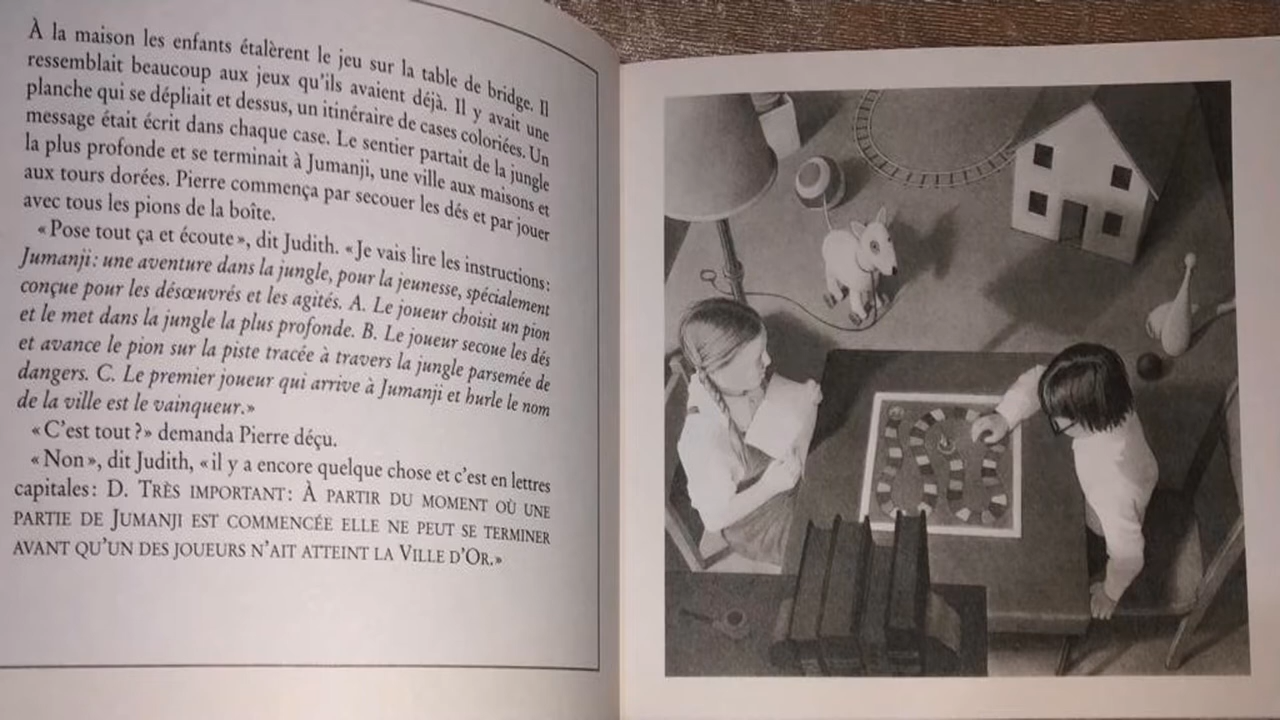 À la maison les enfants étalèrent le jeu sur la table de bridge. Il
ressemblait beaucoup aux jeux qu'ils avaient déjà. Il y avait une
planche qui se dépliait et dessus, un itinéraire de cases coloriées. Un
message était écrit dans chaque case. Le sentier partait de la jungle
la plus profonde et se terminait à Jumanji, une ville aux maisons et
aux tours dorées. Pierre commença par secouer les dés et par jouer
avec tous les pions de la boîte.
«Pose tout ça et écoute», dit Judith. «Je vais lire les instructions:
Jumanji: une aventure dans la jungle, pour la jeunesse, spécialement
conçue pour les désœuvrés et les agités. A. Le joueur choisit un pion
et le met dans la jungle la plus profonde. B. Le joueur secoue les dés
et avance le pion sur la piste tracée à travers la jungle parsemée de
dangers. C. Le premier joueur qui arrive à Jumanji et hurle le nom
de la ville est le vainqueur.»
«C'est tout?» demanda Pierre déçu.
«Non», dit Judith, «il y a encore quelque chose et c'est en lettres
capitales: D. TRÈS IMPORTANT: À PARTIR DU MOMENT OÙ UNE
PARTIE DE JUMANJI EST COMMENCÉE ELLE NE PEUT SE TERMINER
AVANT QU'UN DES JOUEURS N'AIT ATTEINT LA VILLE D'OR.»